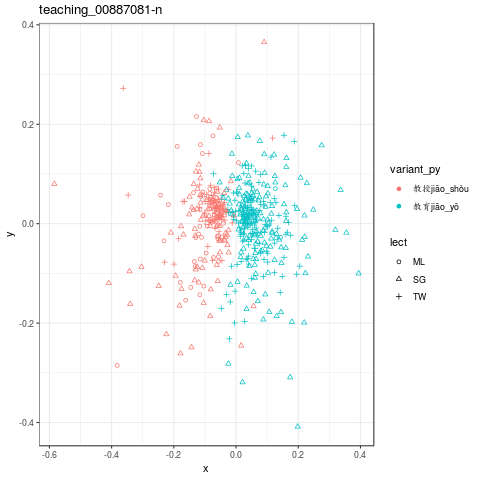 teaching_00887081-n
0.4
0.2
0.0
-0.2
-0.4
y
-0.6
-0.4
-0.2
0.0
0.2
0.4
x
variant_py
教授jiāo_shòu
教育jiāo_yō
lect
ML
SG
TW